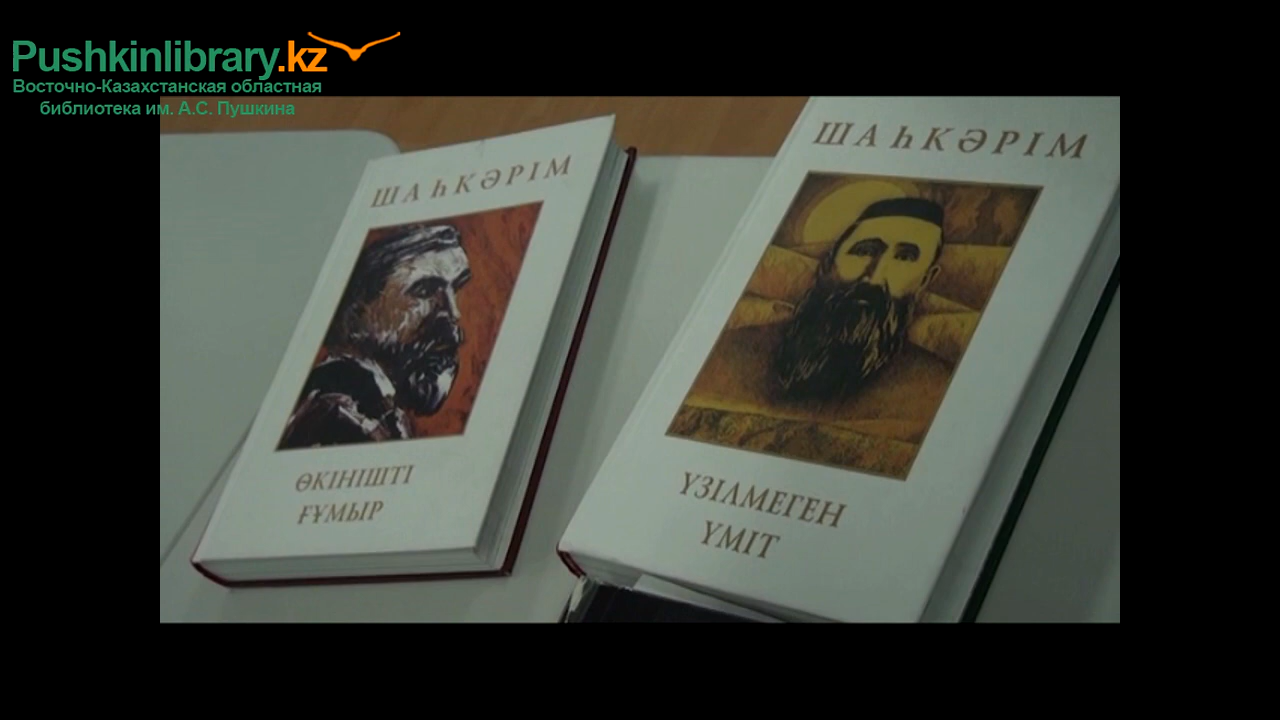 Pushkinlibrary.kz
Восточно-Казахстанская областная
библиотека им. А.С. Пушкина
ШАҺКӘРІМ
ӨКІНІШТІ
ҒҰМЫР
ШАҺКӘРІМ
ҮЗІЛМЕГЕН
ҮМІТ